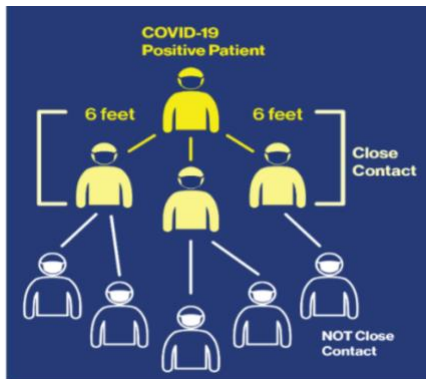 COVID-19
Positive Patient
6 feet
6 feet
Close
Contact
NOT Close
Contact